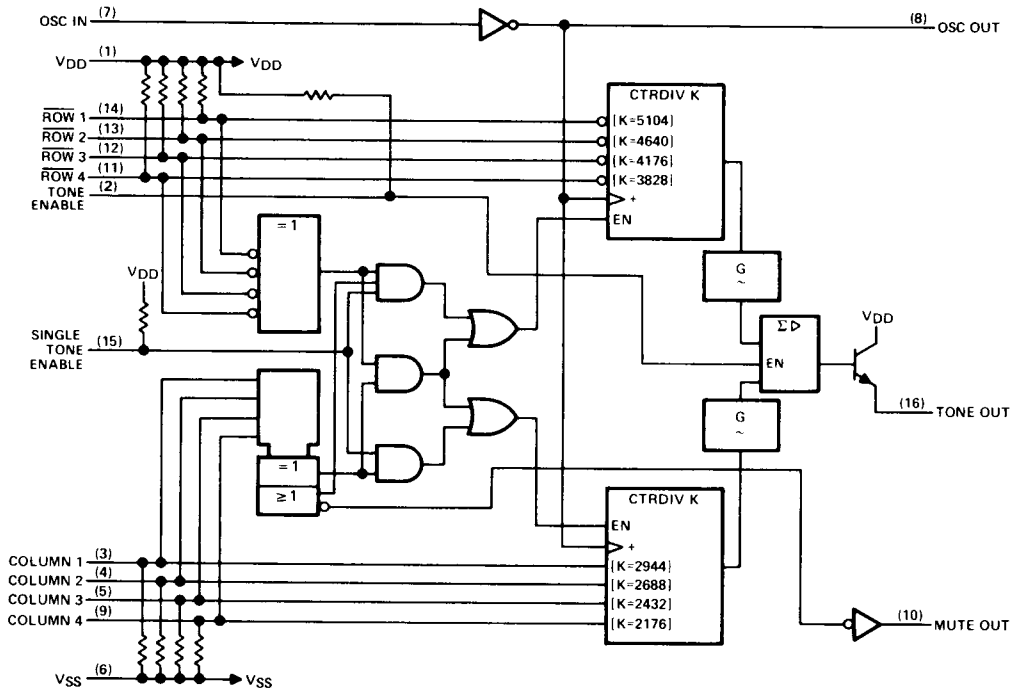 OSC IN (7)
(8) OSC OUT
VDD (1) VDD
CTRDIV K
ROW 1 (14) [K=5104]
ROW 2 (13) [K=4640]
ROW 3 (12) [K=4176]
ROW 4 (11) [K=3828]
TONE ENABLE (2)
+
EN
=1
G
~
VDD
SINGLE TONE ENABLE (15)
Σ▷
EN
VDD
(16) TONE OUT
G
~
=1
≥1
CTRDIV K
EN
+
COLUMN 1 (3) [K=2944]
COLUMN 2 (4) [K=2688]
COLUMN 3 (5) [K=2432]
COLUMN 4 (9) [K=2176]
(10) MUTE OUT
VSS (6) VSS